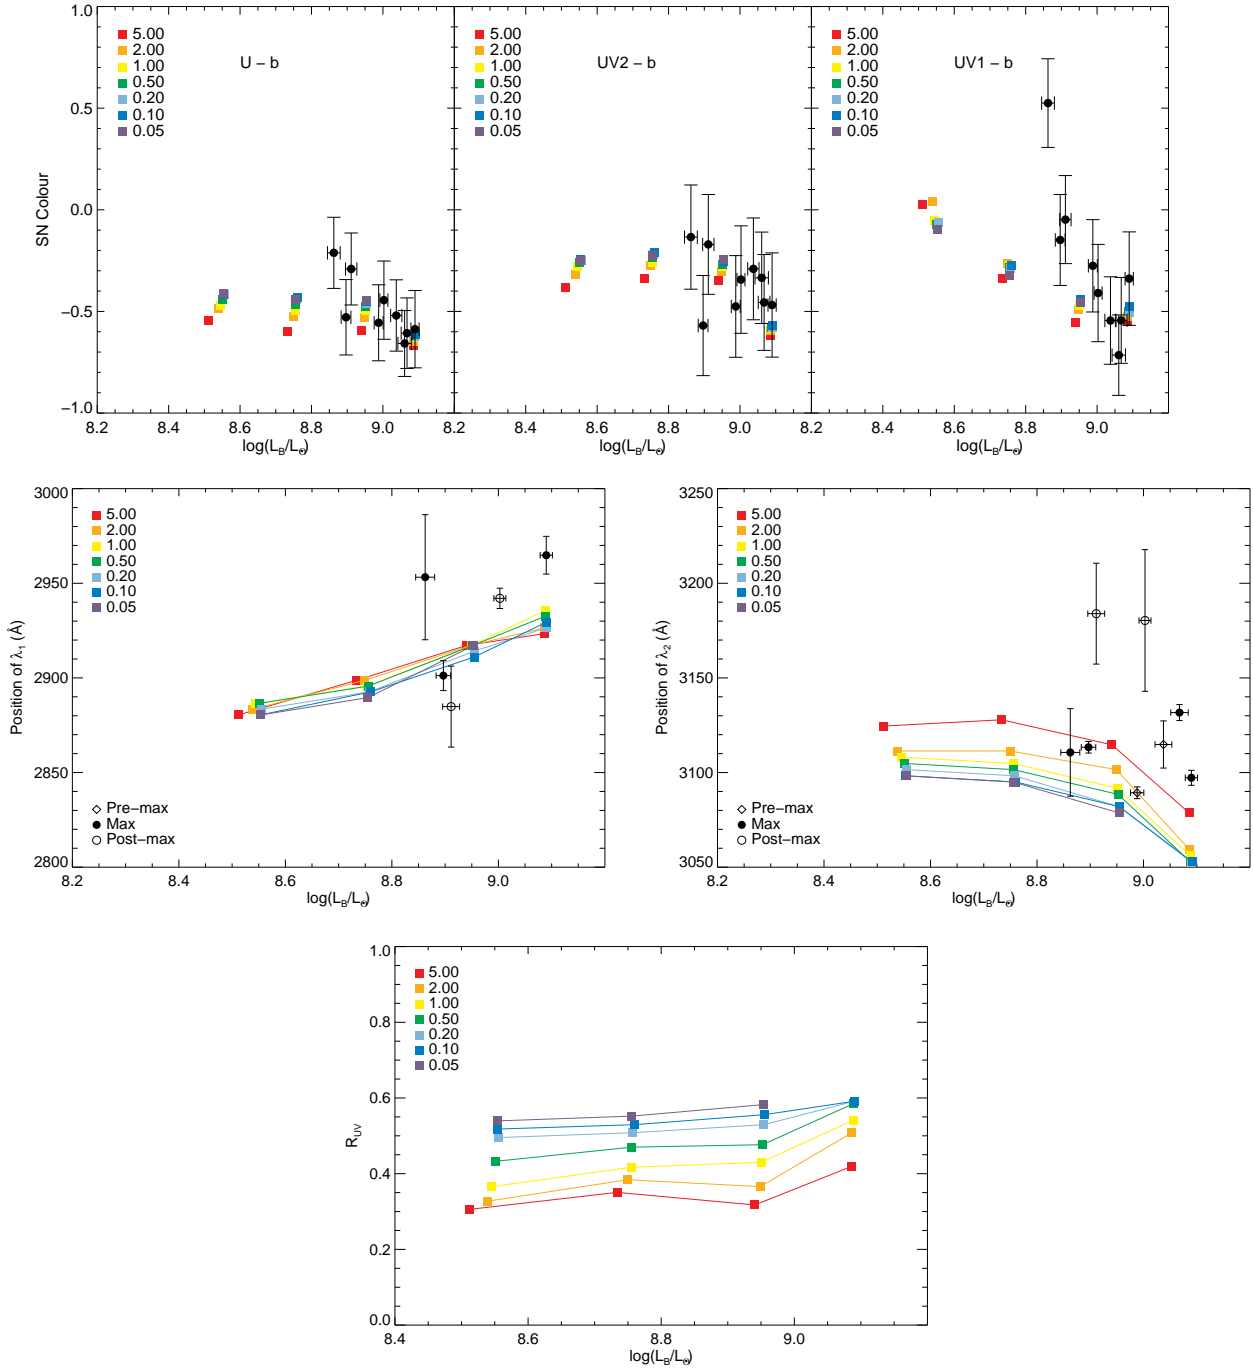 1.0
0.5
0.0
−0.5
−1.0
SN Colour
5.00
2.00
1.00
0.50
0.20
0.10
0.05
U − b
8.2 8.4 8.6 8.8 9.0
log(L_B/L_⊙)
5.00
2.00
1.00
0.50
0.20
0.10
0.05
UV2 − b
8.2 8.4 8.6 8.8 9.0
log(L_B/L_⊙)
5.00
2.00
1.00
0.50
0.20
0.10
0.05
UV1 − b
8.2 8.4 8.6 8.8 9.0
log(L_B/L_⊙)
3000
2950
2900
2850
2800
Position of λ_1 (Å)
5.00
2.00
1.00
0.50
0.20
0.10
0.05
Pre−max
Max
Post−max
8.2 8.4 8.6 8.8 9.0
log(L_B/L_⊙)
3250
3200
3150
3100
3050
Position of λ_2 (Å)
5.00
2.00
1.00
0.50
0.20
0.10
0.05
Pre−max
Max
Post−max
8.2 8.4 8.6 8.8 9.0
log(L_B/L_⊙)
1.0
0.8
0.6
0.4
0.2
0.0
R_UV
5.00
2.00
1.00
0.50
0.20
0.10
0.05
8.4 8.6 8.8 9.0
log(L_B/L_⊙)